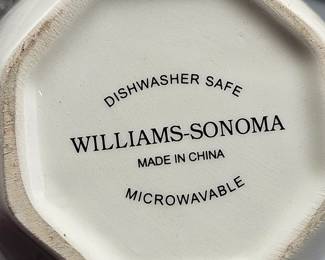 DISHWASHER SAFE
WILLIAMS-SONOMA
MADE IN CHINA
MICROWAVABLE